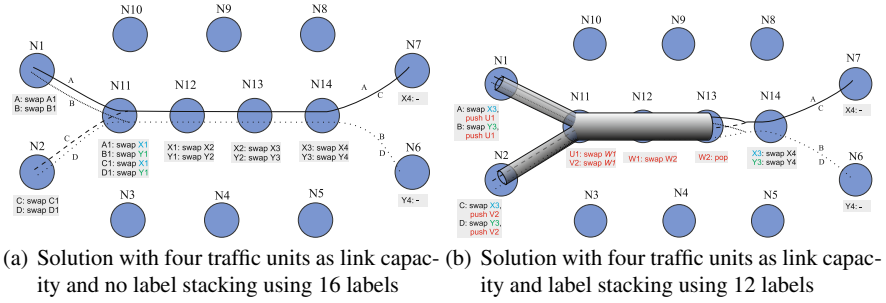 N10
N9
N8
N1
N7
A
B
A
C
N11
N12
N13
N14
A: swap A1
B: swap B1
X4: –
N2
C
D
A1: swap X1
B1: swap Y1
C1: swap X1
D1: swap Y1
X1: swap X2
Y1: swap Y2
X2: swap X3
Y2: swap Y3
X3: swap X4
Y3: swap Y4
B
D
N6
C: swap C1
D: swap D1
Y4: –
N3
N4
N5
(a) Solution with four traffic units as link capac-
ity and no label stacking using 16 labels
N10
N9
N8
N1
N7
A
C
N11
N12
N13
N14
A: swap X3,
push U1
B: swap Y3,
push U1
X4: –
N2
U1: swap W1
V2: swap W1
W1: swap W2
W2: pop
X3: swap X4
Y3: swap Y4
B
D
N6
C: swap X3,
push V2
D: swap Y3,
push V2
Y4: –
N3
N4
N5
(b) Solution with four traffic units as link capac-
ity and label stacking using 12 labels